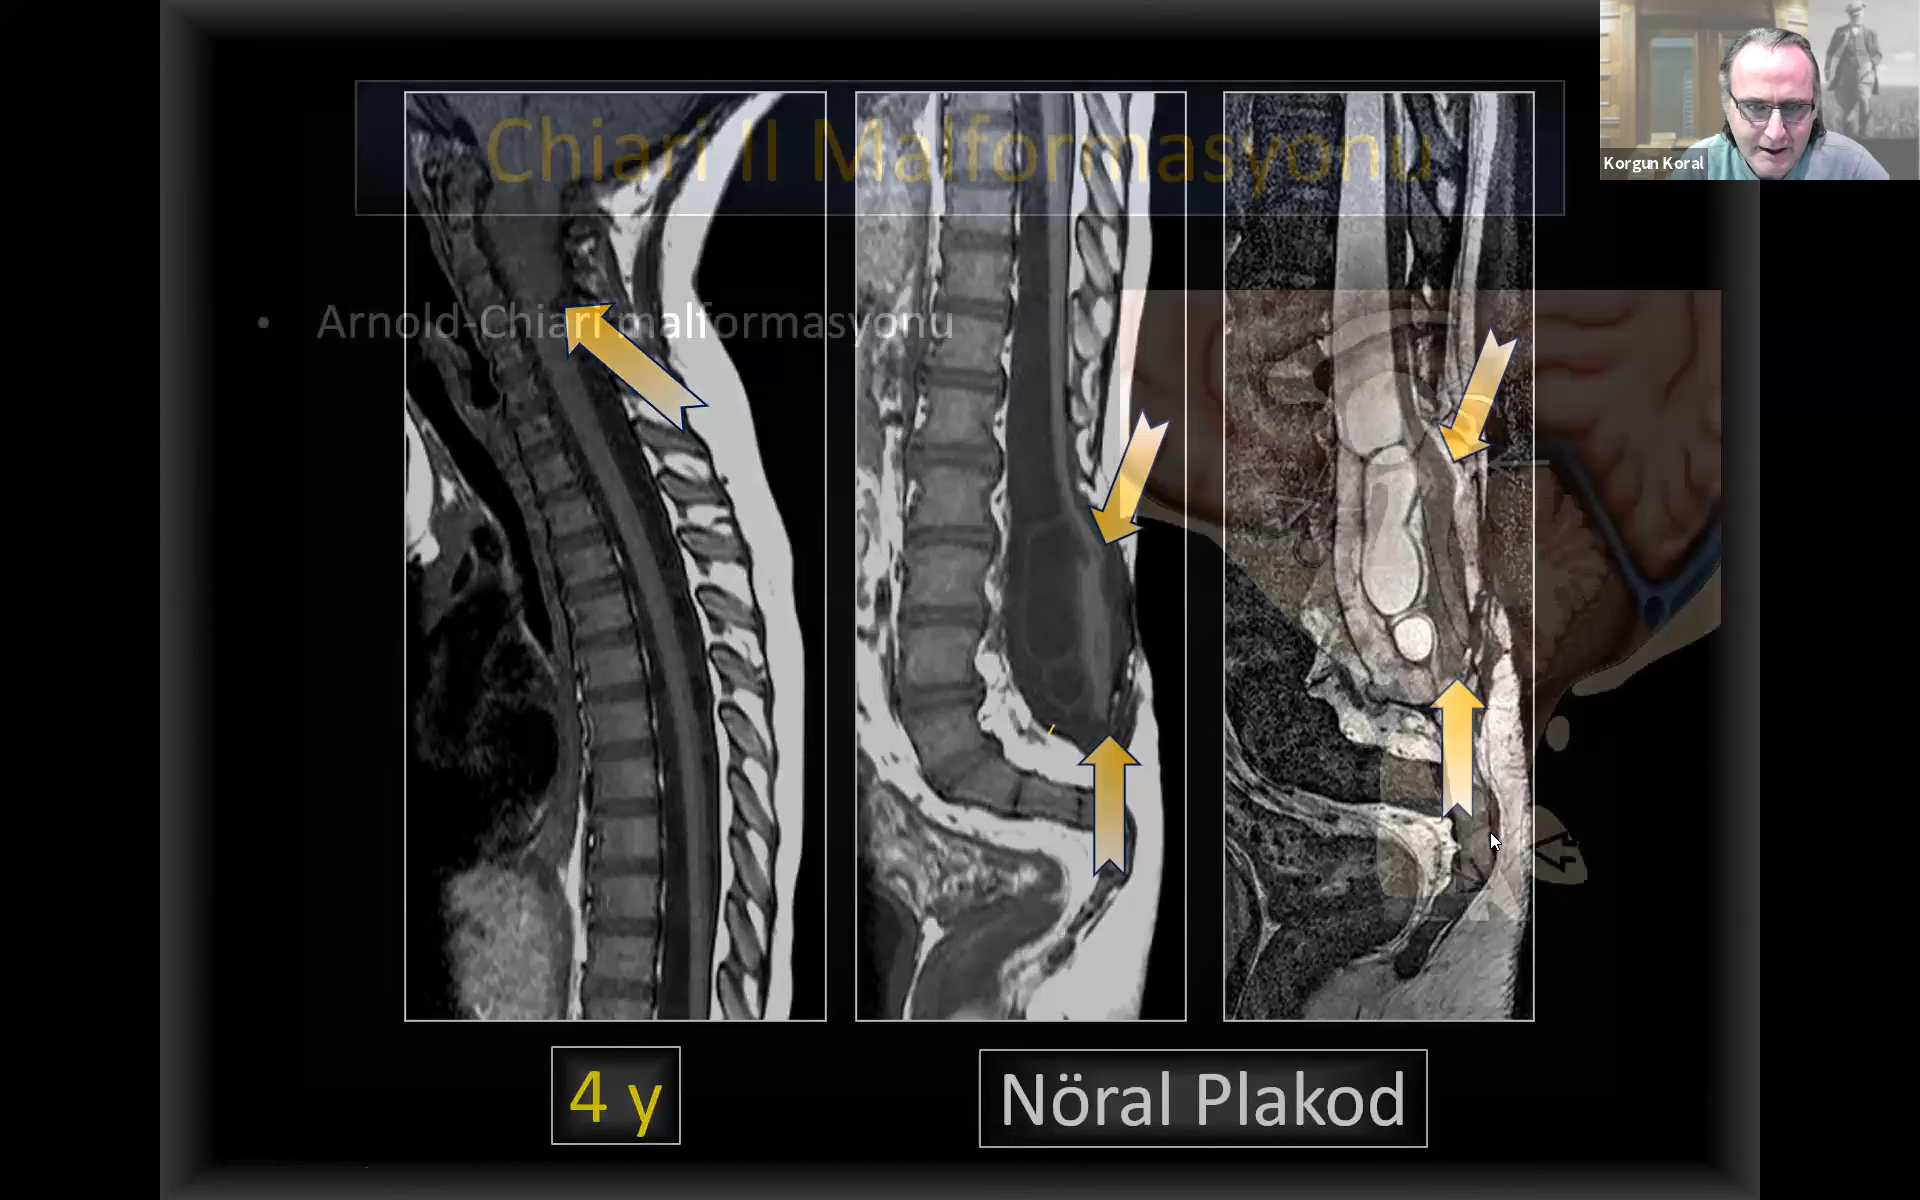 Chiari II Malformasyonu
Korgun Koral
• Arnold-Chiari malformasyonu
4 y
Nöral Plakod